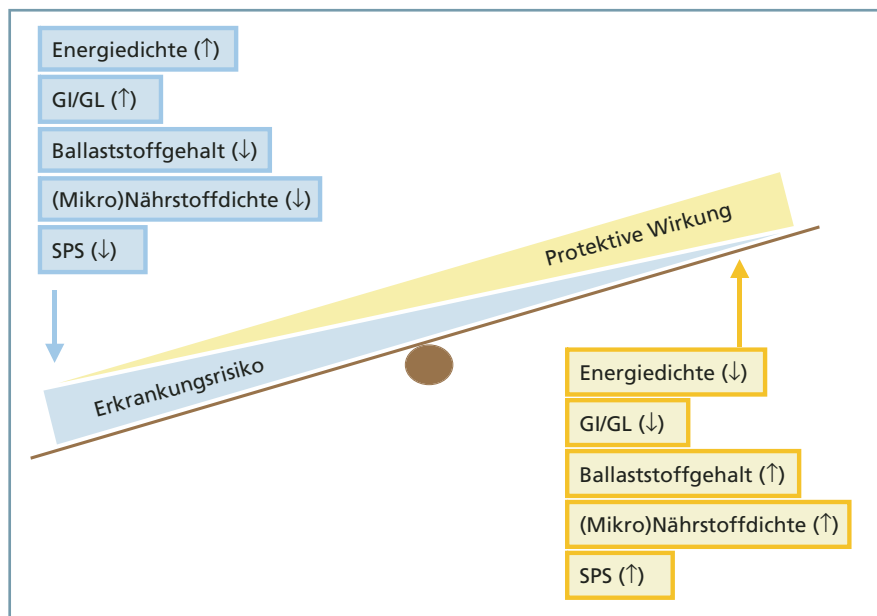 Energiedichte (↑)
GI/GL (↑)
Ballaststoffgehalt (↓)
(Mikro)Nährstoffdichte (↓)
SPS (↓)
Protektive Wirkung
Erkrankungsrisiko
Energiedichte (↓)
GI/GL (↓)
Ballaststoffgehalt (↑)
(Mikro)Nährstoffdichte (↑)
SPS (↑)